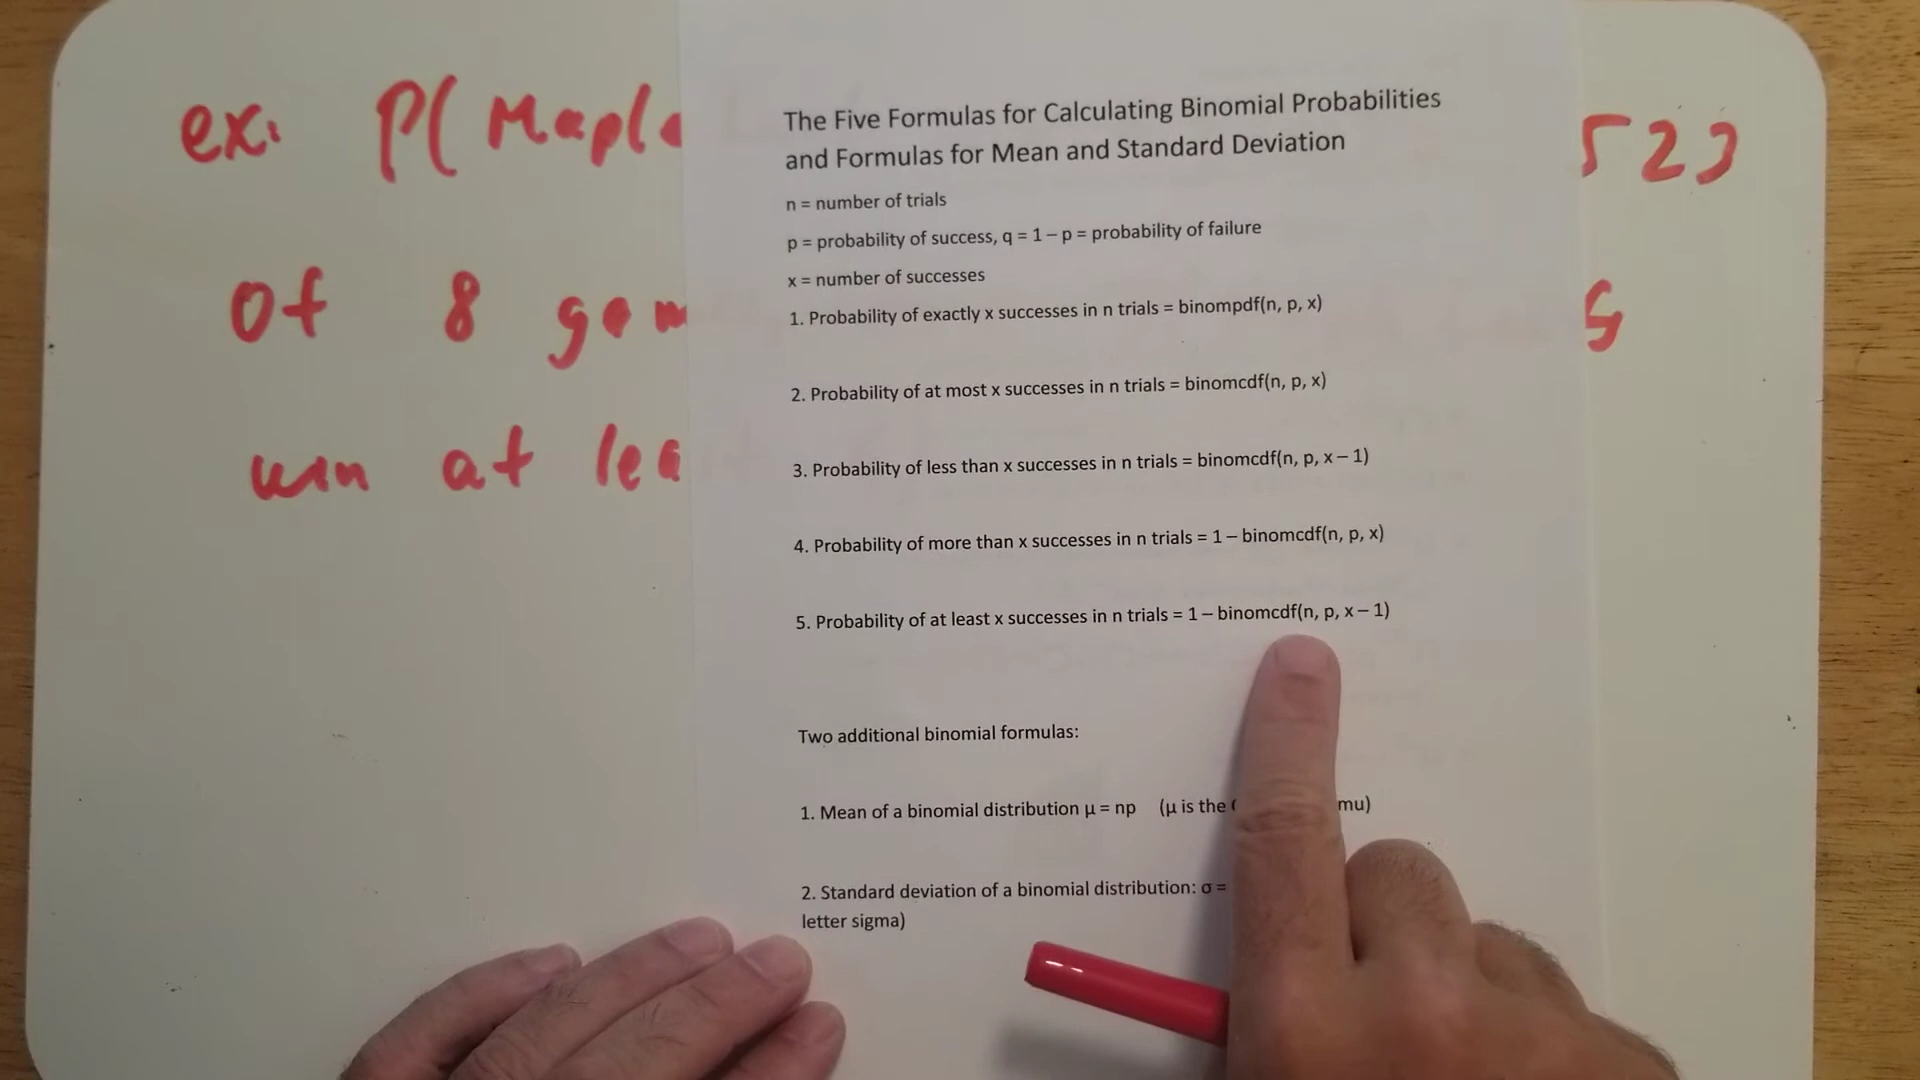 ex: P(Maple
523
The Five Formulas for Calculating Binomial Probabilities
and Formulas for Mean and Standard Deviation
n = number of trials
p = probability of success, q = 1 – p = probability of failure
x = number of successes
of 8 gam
s
1. Probability of exactly x successes in n trials = binompdf(n, p, x)
2. Probability of at most x successes in n trials = binomcdf(n, p, x)
win at lea
3. Probability of less than x successes in n trials = binomcdf(n, p, x – 1)
4. Probability of more than x successes in n trials = 1 – binomcdf(n, p, x)
5. Probability of at least x successes in n trials = 1 – binomcdf(n, p, x – 1)
Two additional binomial formulas:
1. Mean of a binomial distribution μ = np (μ is the mu)
2. Standard deviation of a binomial distribution: σ =
letter sigma)